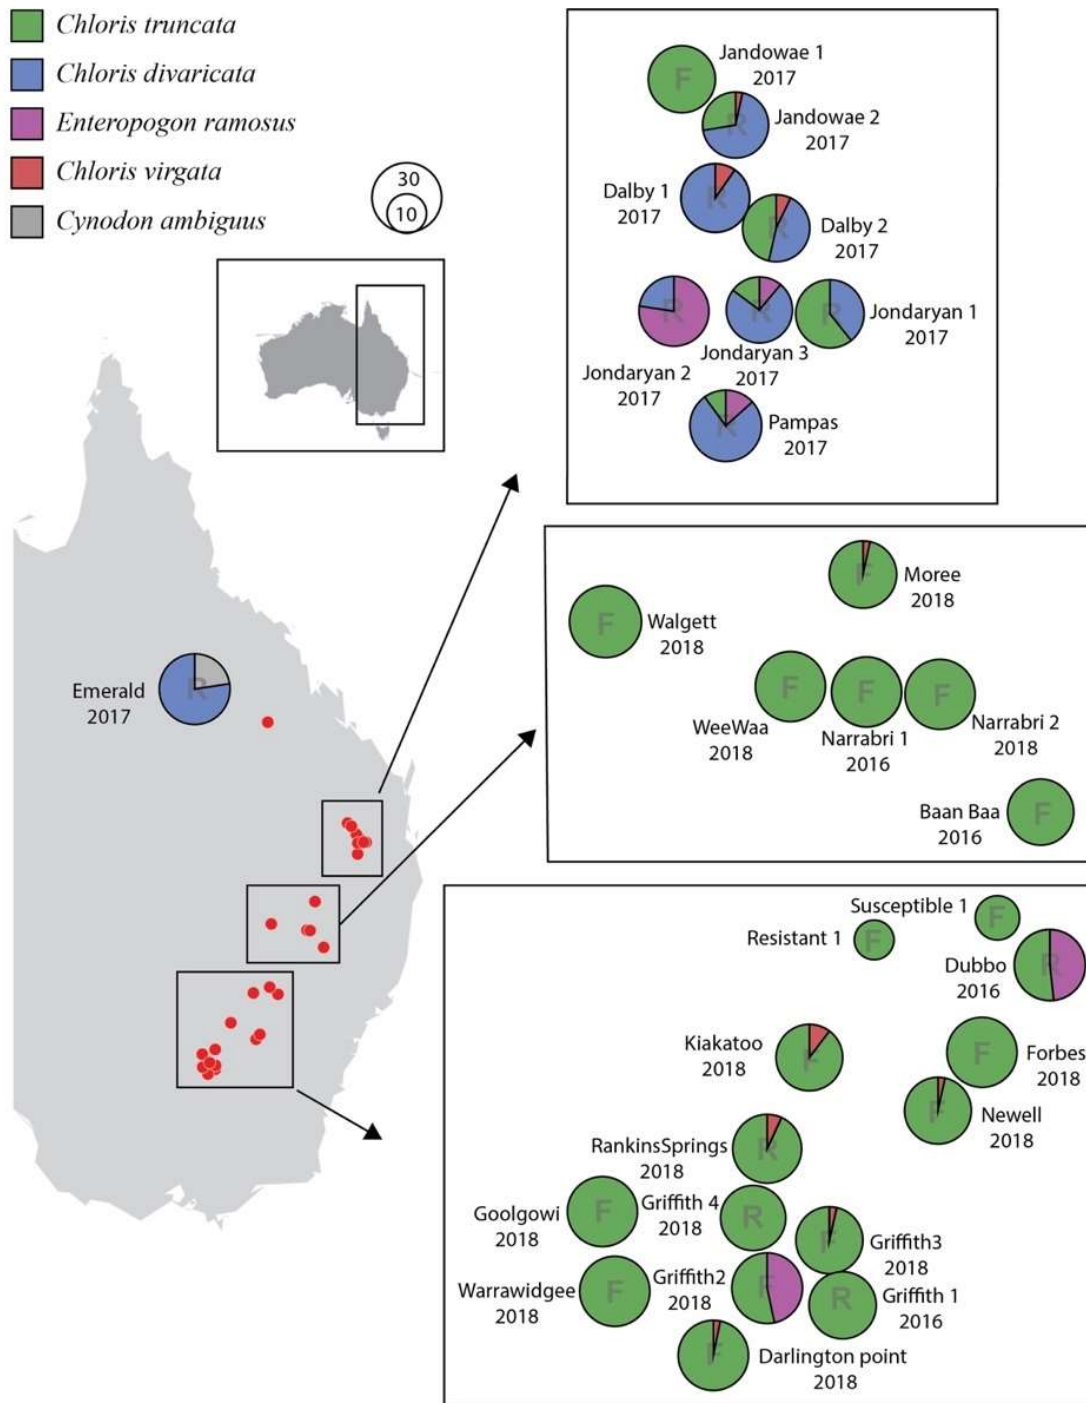 Chloris truncata
Chloris divaricata
Enteropogon ramosus
Chloris virgata
Cynodon ambiguus
30
10
Emerald
2017
R
F
Jandowae 1
2017
R
Jandowae 2
2017
Dalby 1
2017
R
R
Dalby 2
2017
R
R
R
Jondaryan 1
2017
Jondaryan 3
2017
Jondaryan 2
2017
R
Pampas
2017
F
Moree
2018
F
Walgett
2018
F
F
F
WeeWaa
2018
Narrabri 1
2016
Narrabri 2
2018
Baan Baa
2016
F
Susceptible 1
F
Resistant 1
F
Dubbo
2016
R
Kiakatoo
2018
F
F
Forbes
2018
F
Newell
2018
RankinsSprings
2018
R
Goolgowi
2018
F
Griffith 4
2018
R
F
Griffith3
2018
Warrawidgee
2018
F
Griffith2
2018
F
R
Griffith 1
2016
F
Darlington point
2018